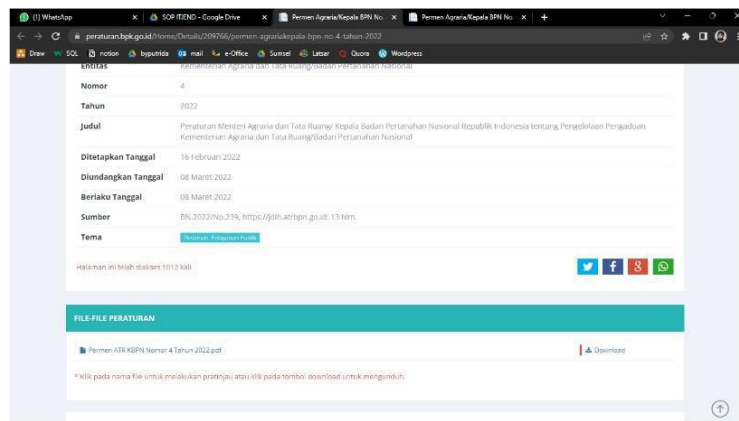 (1) WhatsApp
SOP ITJEND - Google Drive
Permen Agraria/Kepala BPN No.
Permen Agraria/Kepala BPN No.
peraturan.bpk.go.id/Home/Details/209766/permen-agrariakepala-bpn-no-4-tahun-2022
Draw
SQL
notion
byputrida
mail
e-Office
Sumsel
Latsar
Quora
Wordpress
Entitas Kementerian Agraria dan Tata Ruang/Badan Pertanahan Nasional
Nomor 4
Tahun 2022
Judul Peraturan Menteri Agraria dan Tata Ruang/ Kepala Badan Pertanahan Nasional Republik Indonesia tentang Pengelolaan Pengaduan
Kementerian Agraria dan Tata Ruang/Badan Pertanahan Nasional
Ditetapkan Tanggal 16 Februari 2022
Diundangkan Tanggal 08 Maret 2022
Berlaku Tanggal 08 Maret 2022
Sumber BN.2022/No.239, https://jdih.atrbpn.go.id: 13 hlm.
Tema
Halaman ini telah diakses 1012 kali
FILE-FILE PERATURAN
Permen ATR KBPN Nomor 4 Tahun 2022.pdf
Download
* Klik pada nama file untuk melakukan pratinjau atau klik pada tombol download untuk mengunduh.